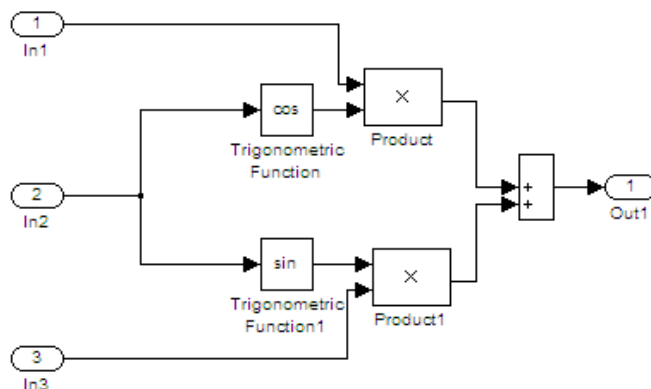 1
In1
cos
Trigonometric
Function
×
Product
2
In2
+
+
1
Out1
sin
Trigonometric
Function1
×
Product1
3
In3